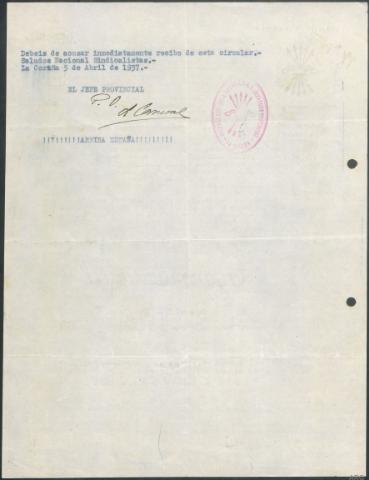 Debeis de acusar inmediatamente recibo de esta circular.-
Saludos Nacional Sindicalistas.-
La Coruña 5 de Abril de 1937.-
EL JEFE PROVINCIAL
P.O.
ARRIBA ESPAÑA!!!!!!!!!